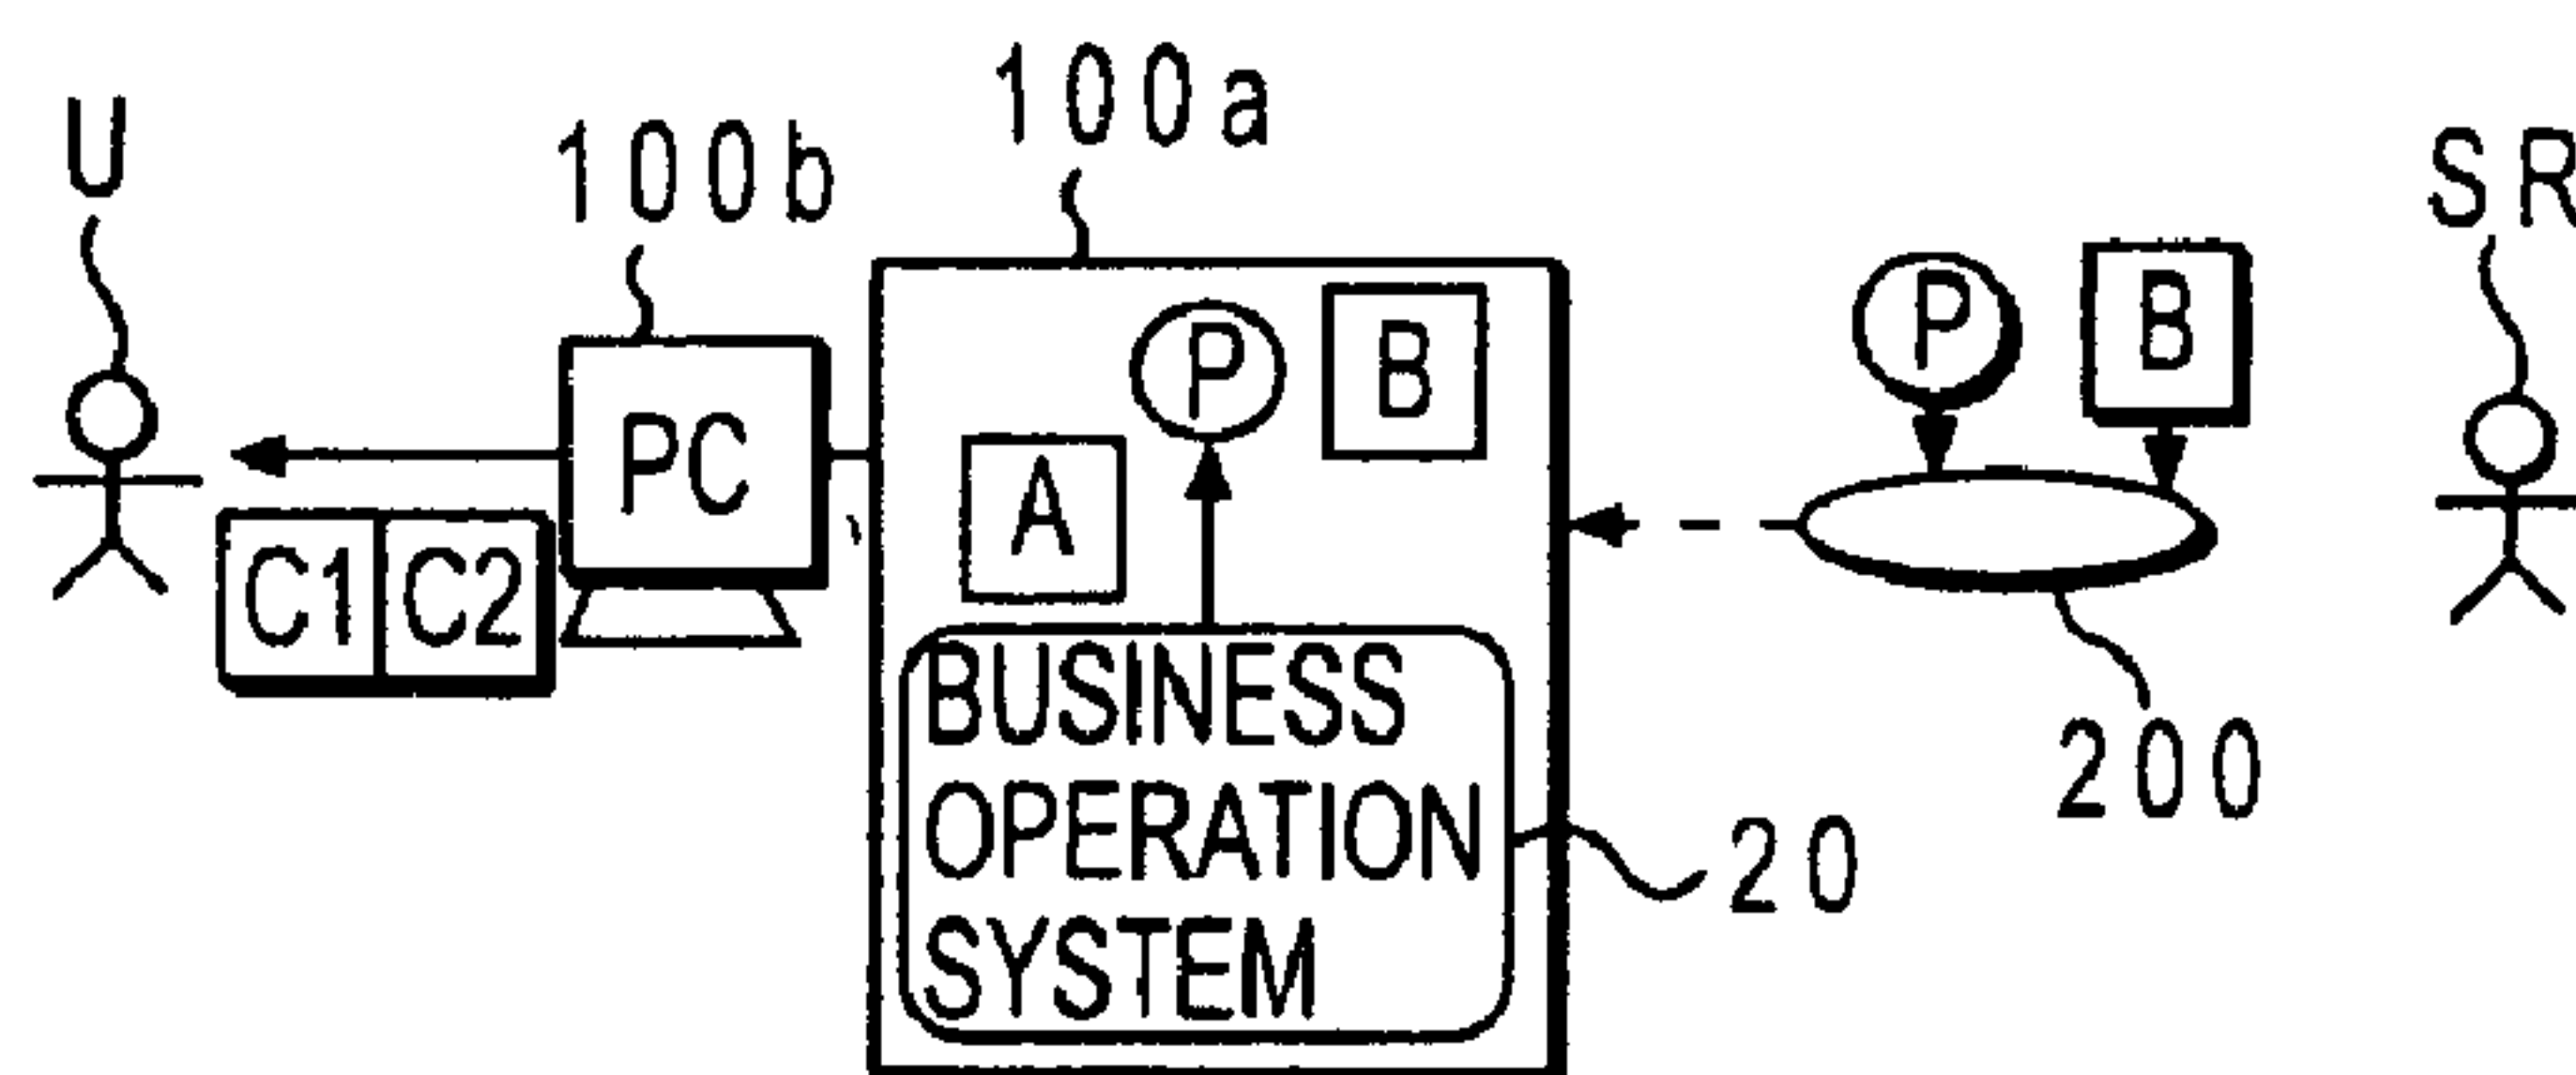 U
100b
100a
SR
P
B
P
B
PC
A
C1 C2
BUSINESS
OPERATION
SYSTEM
200
20